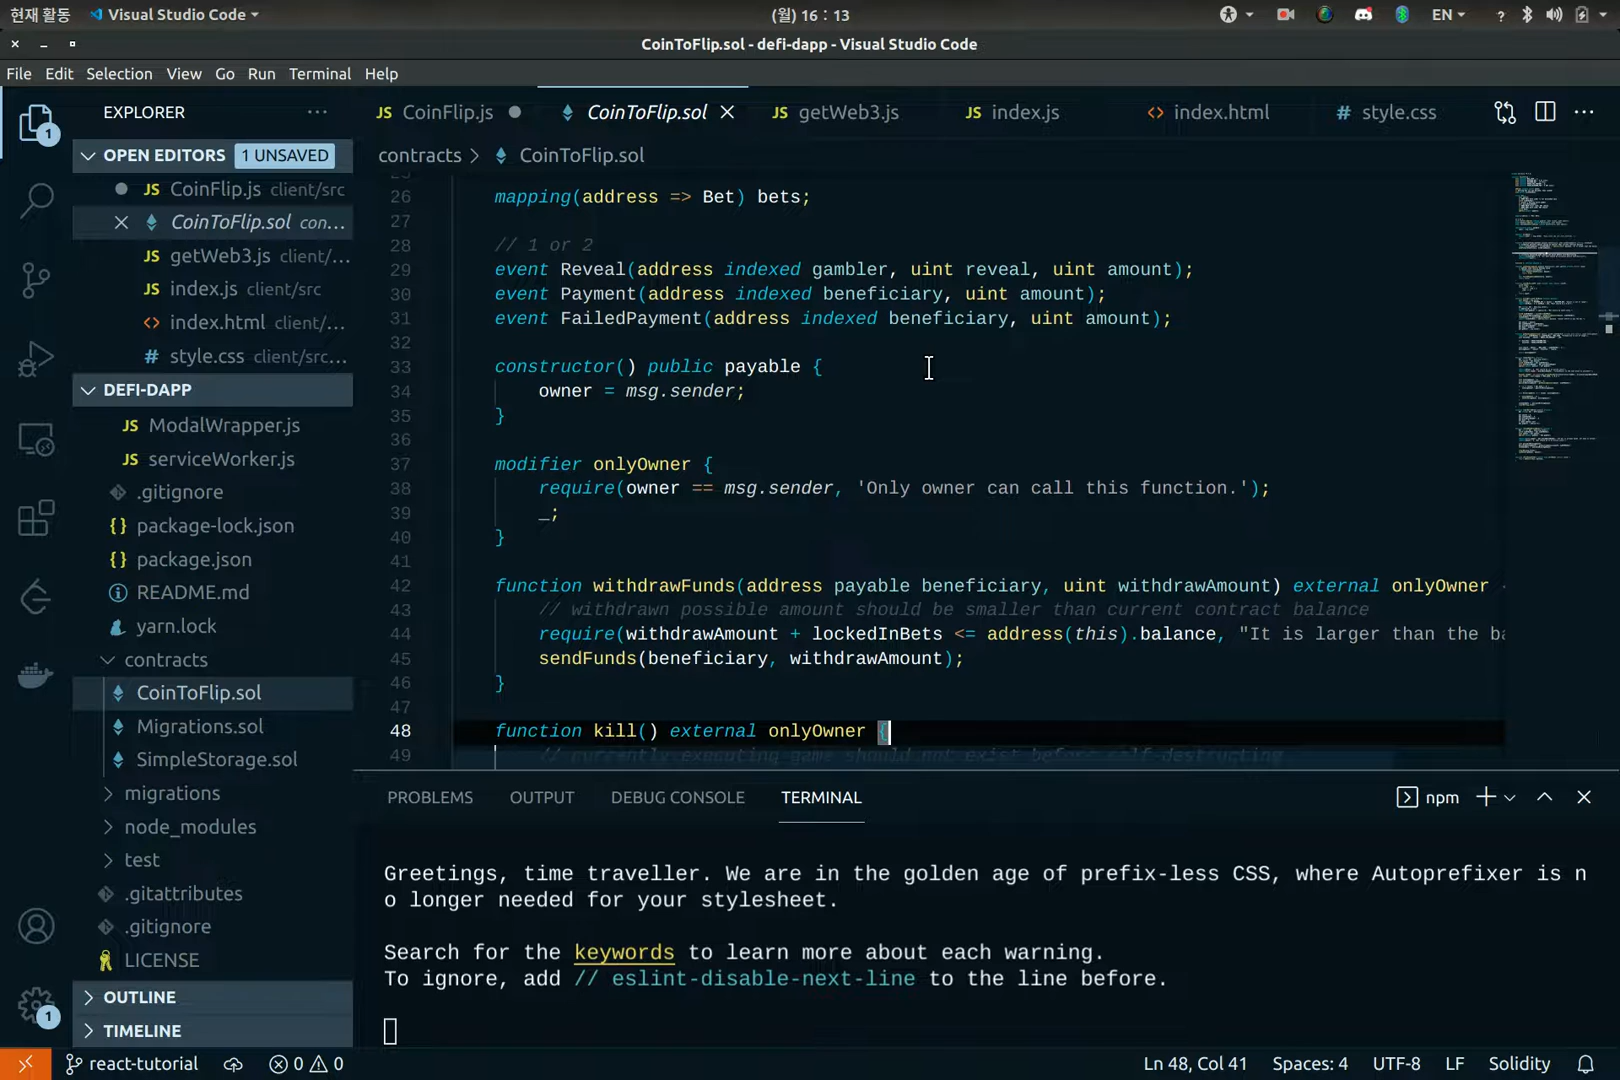 현재 활동 Visual Studio Code (월) 16 : 13 EN ?
CoinToFlip.sol - defi-dapp - Visual Studio Code
File Edit Selection View Go Run Terminal Help
EXPLORER
OPEN EDITORS 1 UNSAVED
JS CoinFlip.js client/src
CoinToFlip.sol con...
JS getWeb3.js client/...
JS index.js client/src
<> index.html client/...
# style.css client/src...
DEFI-DAPP
JS ModalWrapper.js
JS serviceWorker.js
.gitignore
{} package-lock.json
{} package.json
README.md
yarn.lock
contracts
CoinToFlip.sol
Migrations.sol
SimpleStorage.sol
migrations
node_modules
test
.gitattributes
.gitignore
LICENSE
OUTLINE
TIMELINE
1
1
JS CoinFlip.js CoinToFlip.sol JS getWeb3.js JS index.js <> index.html # style.css
contracts > CoinToFlip.sol
26 mapping(address => Bet) bets;
27
28 // 1 or 2
29 event Reveal(address indexed gambler, uint reveal, uint amount);
30 event Payment(address indexed beneficiary, uint amount);
31 event FailedPayment(address indexed beneficiary, uint amount);
32
33 constructor() public payable {
34 owner = msg.sender;
35 }
36
37 modifier onlyOwner {
38 require(owner == msg.sender, 'Only owner can call this function.');
39 _;
40 }
41
42 function withdrawFunds(address payable beneficiary, uint withdrawAmount) external onlyOwner
43 // withdrawn possible amount should be smaller than current contract balance
44 require(withdrawAmount + lockedInBets <= address(this).balance, "It is larger than the ba
45 sendFunds(beneficiary, withdrawAmount);
46 }
47
48 function kill() external onlyOwner {
49 // currently executing game should not exist before self-destructing
PROBLEMS OUTPUT DEBUG CONSOLE TERMINAL npm
Greetings, time traveller. We are in the golden age of prefix-less CSS, where Autoprefixer is n
o longer needed for your stylesheet.
Search for the keywords to learn more about each warning.
To ignore, add // eslint-disable-next-line to the line before.
react-tutorial 0 0 Ln 48, Col 41 Spaces: 4 UTF-8 LF Solidity